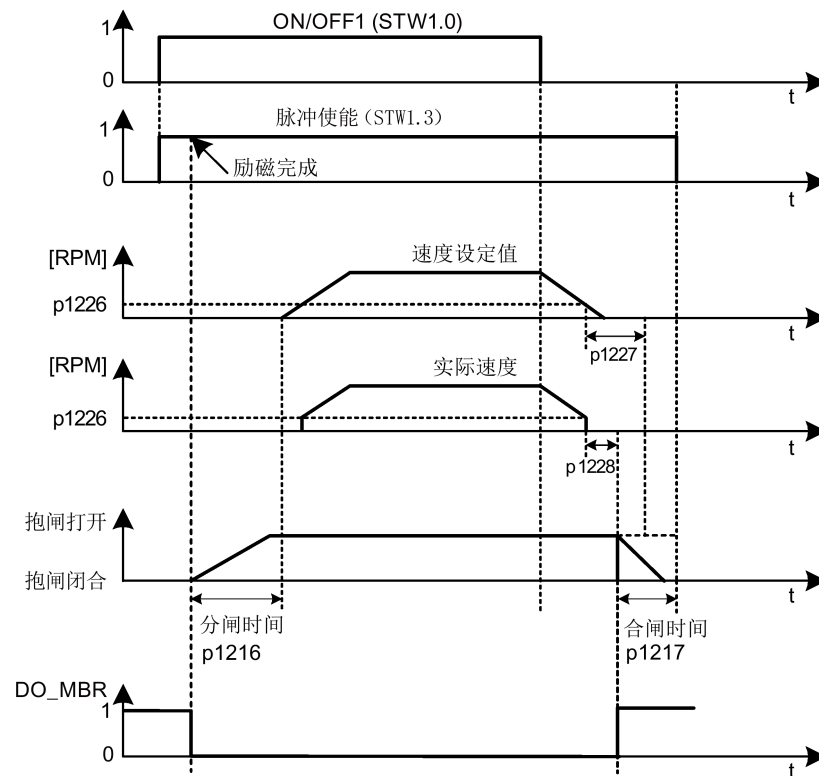 ON/OFF1 (STW1.0)
1
0
t
脉冲使能（STW1.3）
1
励磁完成
0
t
[RPM]
速度设定值
p1226
t
p1227
[RPM]
实际速度
p1226
t
p1228
抱闸打开
抱闸闭合
t
分闸时间
p1216
合闸时间
p1217
DO_MBR
1
0
t